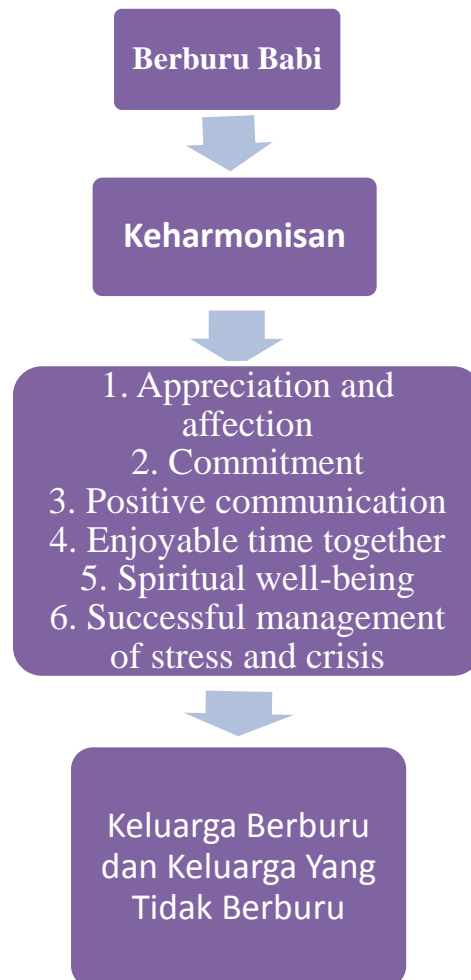 Berburu Babi
Keharmonisan
1. Appreciation and
affection
2. Commitment
3. Positive communication
4. Enjoyable time together
5. Spiritual well-being
6. Successful management
of stress and crisis
Keluarga Berburu
dan Keluarga Yang
Tidak Berburu